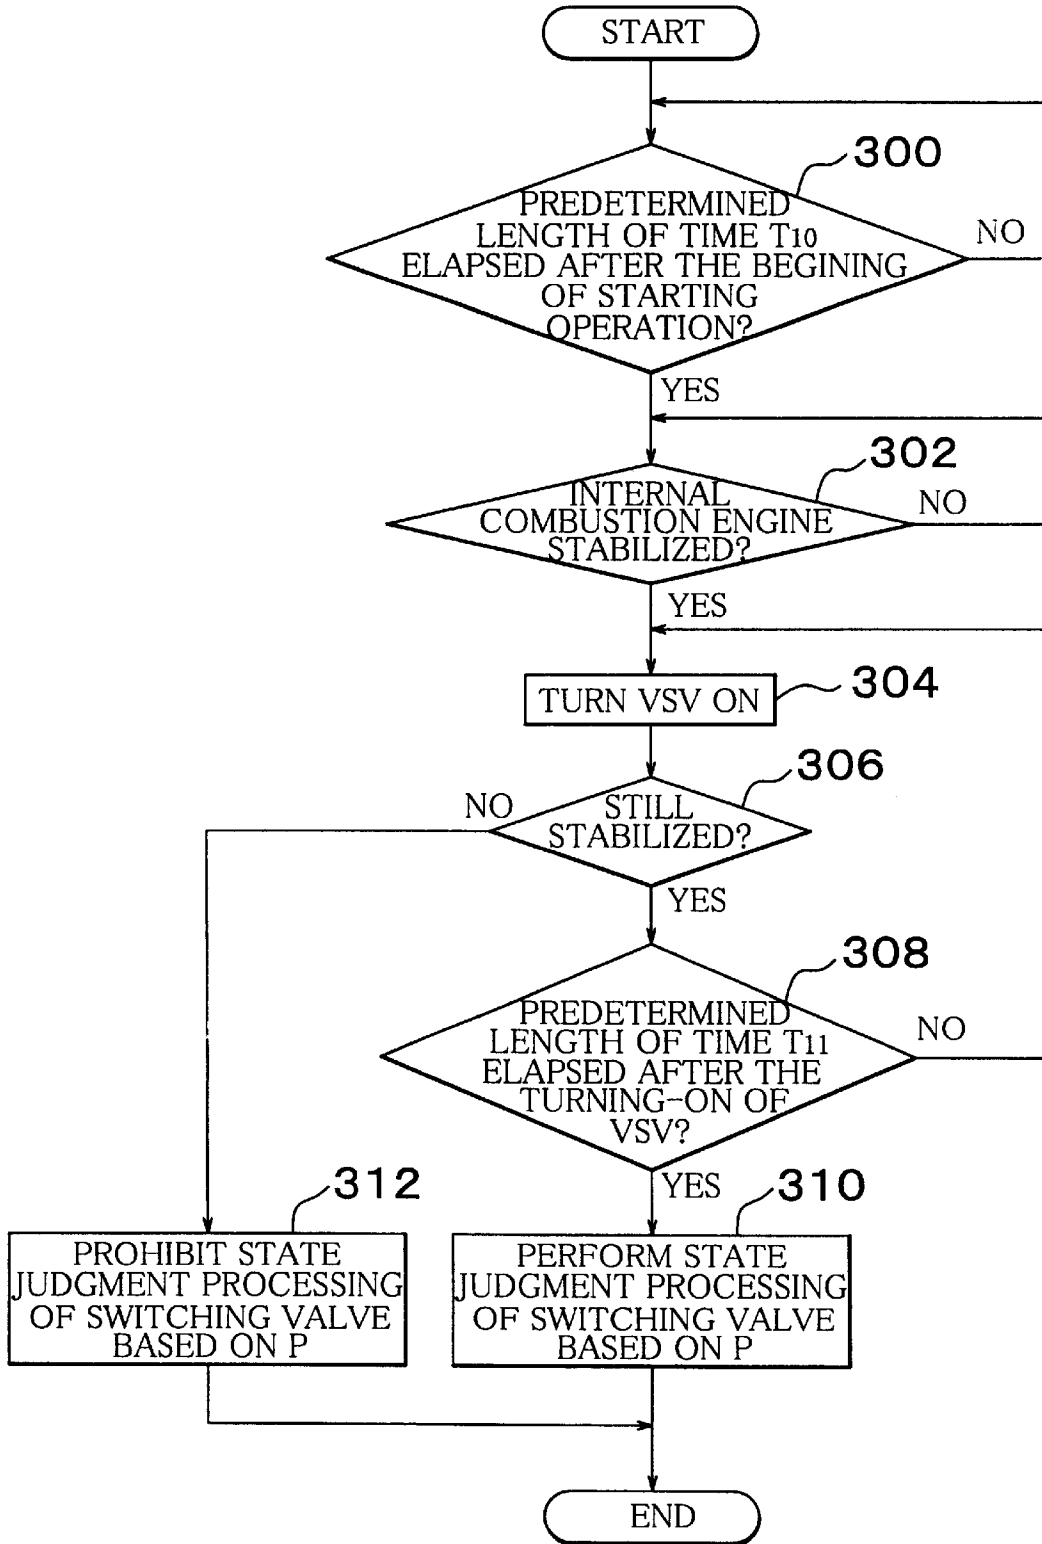 START
300
PREDETERMINED
LENGTH OF TIME T10
ELAPSED AFTER THE BEGINING
OF STARTING
OPERATION?
NO
YES
302
INTERNAL
COMBUSTION ENGINE
STABILIZED?
NO
YES
TURN VSV ON
304
306
STILL
STABILIZED?
NO
YES
308
PREDETERMINED
LENGTH OF TIME T11
ELAPSED AFTER THE
TURNING-ON OF
VSV?
NO
YES
312
PROHIBIT STATE
JUDGMENT PROCESSING
OF SWITCHING VALVE
BASED ON P
310
PERFORM STATE
JUDGMENT PROCESSING
OF SWITCHING VALVE
BASED ON P
END